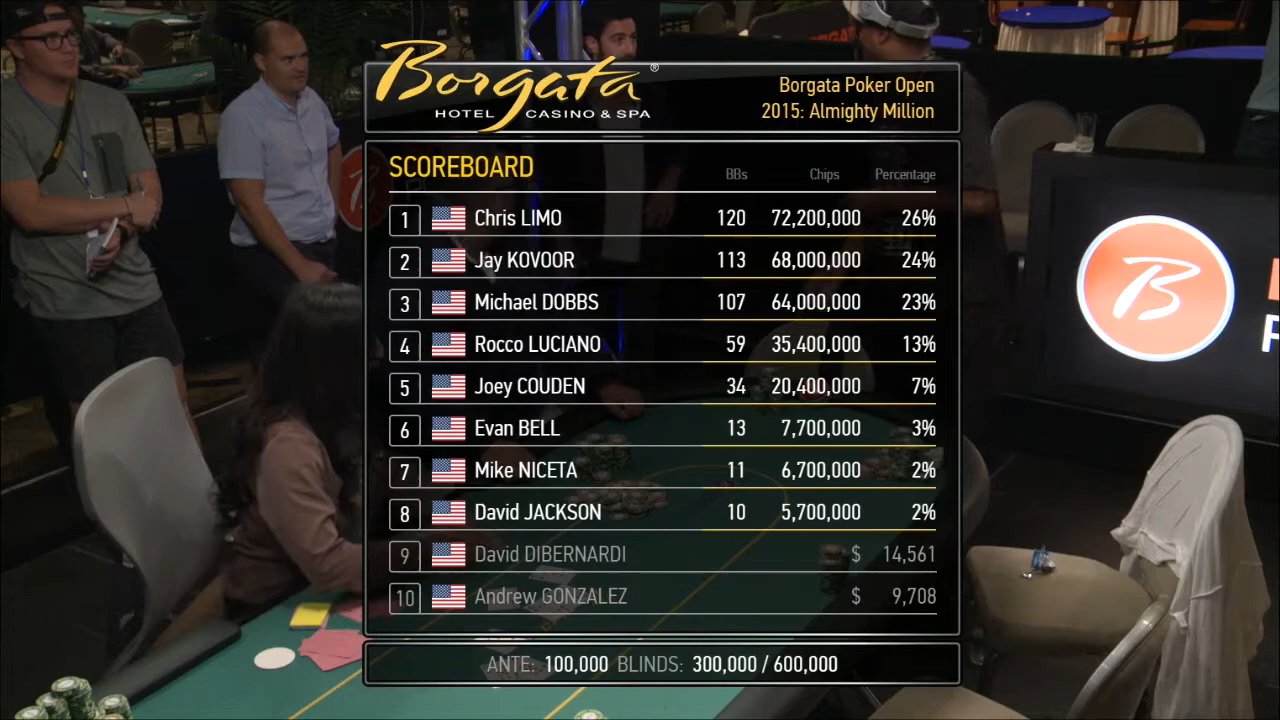 Borgata ®
HOTEL CASINO & SPA
Borgata Poker Open
2015: Almighty Million
SCOREBOARD BBs Chips Percentage
1 Chris LIMO 120 72,200,000 26%
2 Jay KOVOOR 113 68,000,000 24%
3 Michael DOBBS 107 64,000,000 23%
4 Rocco LUCIANO 59 35,400,000 13%
5 Joey COUDEN 34 20,400,000 7%
6 Evan BELL 13 7,700,000 3%
7 Mike NICETA 11 6,700,000 2%
8 David JACKSON 10 5,700,000 2%
9 David DIBERNARDI $ 14,561
10 Andrew GONZALEZ $ 9,708
ANTE: 100,000 BLINDS: 300,000 / 600,000
B